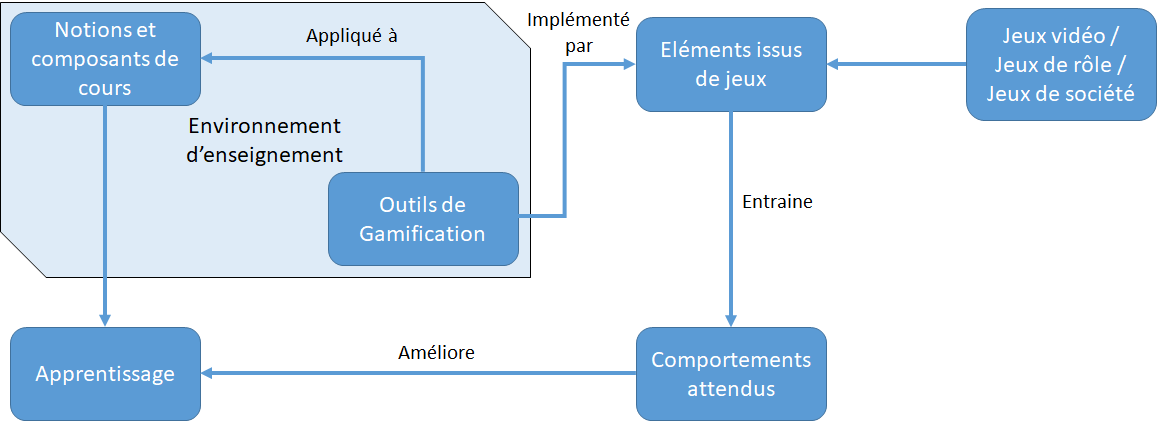 Notions et
composants de
cours
Appliqué à
Environnement
d’enseignement
Outils de
Gamification
Implémenté
par
Eléments issus
de jeux
Jeux vidéo /
Jeux de rôle /
Jeux de société
Entraine
Apprentissage
Améliore
Comportements
attendus